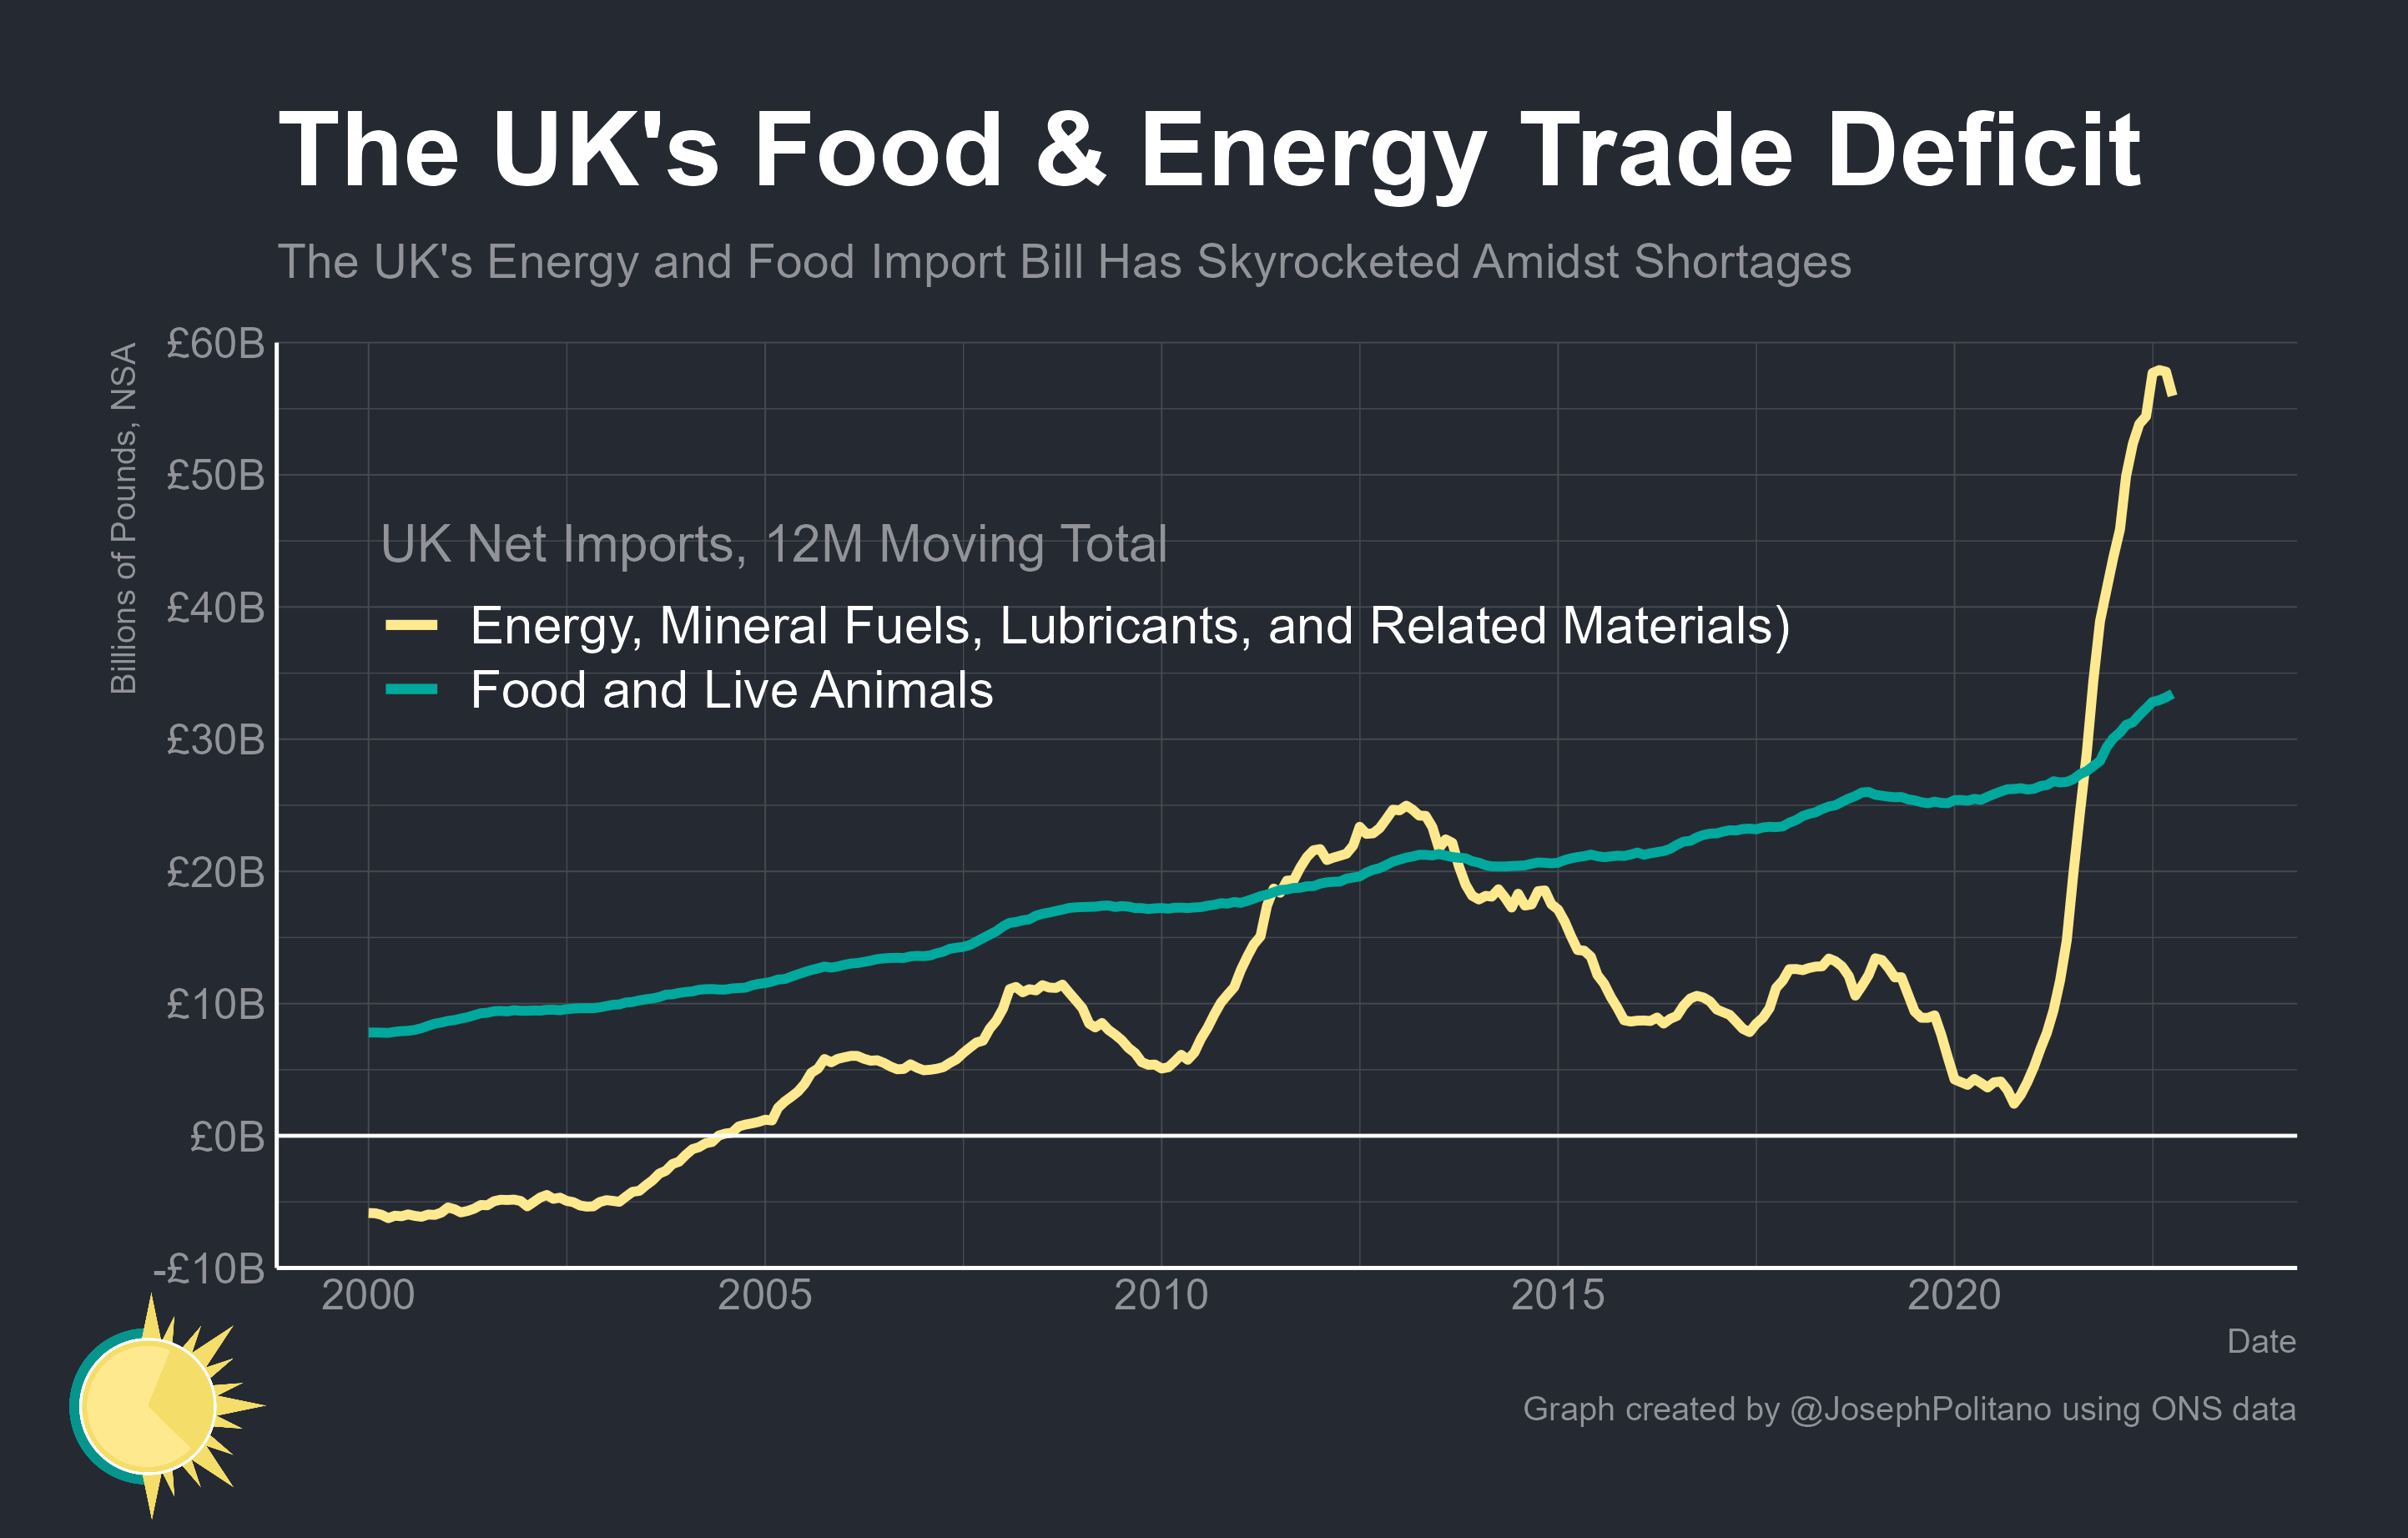 The UK's Food & Energy Trade Deficit
The UK's Energy and Food Import Bill Has Skyrocketed Amidst Shortages
Billions of Pounds, NSA
£60B
£50B
£40B
£30B
£20B
£10B
£0B
-£10B
UK Net Imports, 12M Moving Total
Energy, Mineral Fuels, Lubricants, and Related Materials)
Food and Live Animals
2000
2005
2010
2015
2020
Date
Graph created by @JosephPolitano using ONS data